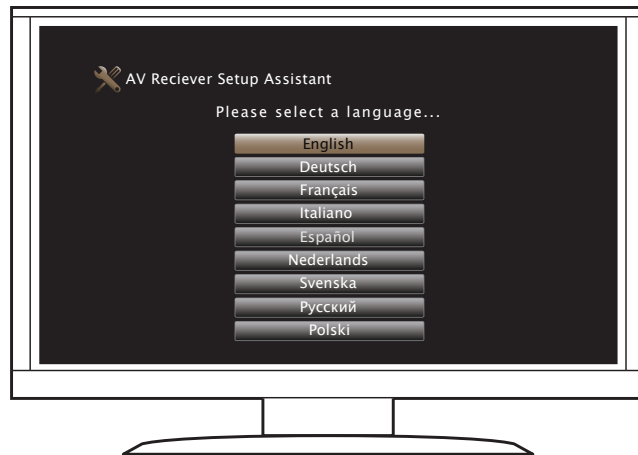 AV Reciever Setup Assistant
Please select a language...
English
Deutsch
Français
Italiano
Español
Nederlands
Svenska
Русский
Polski